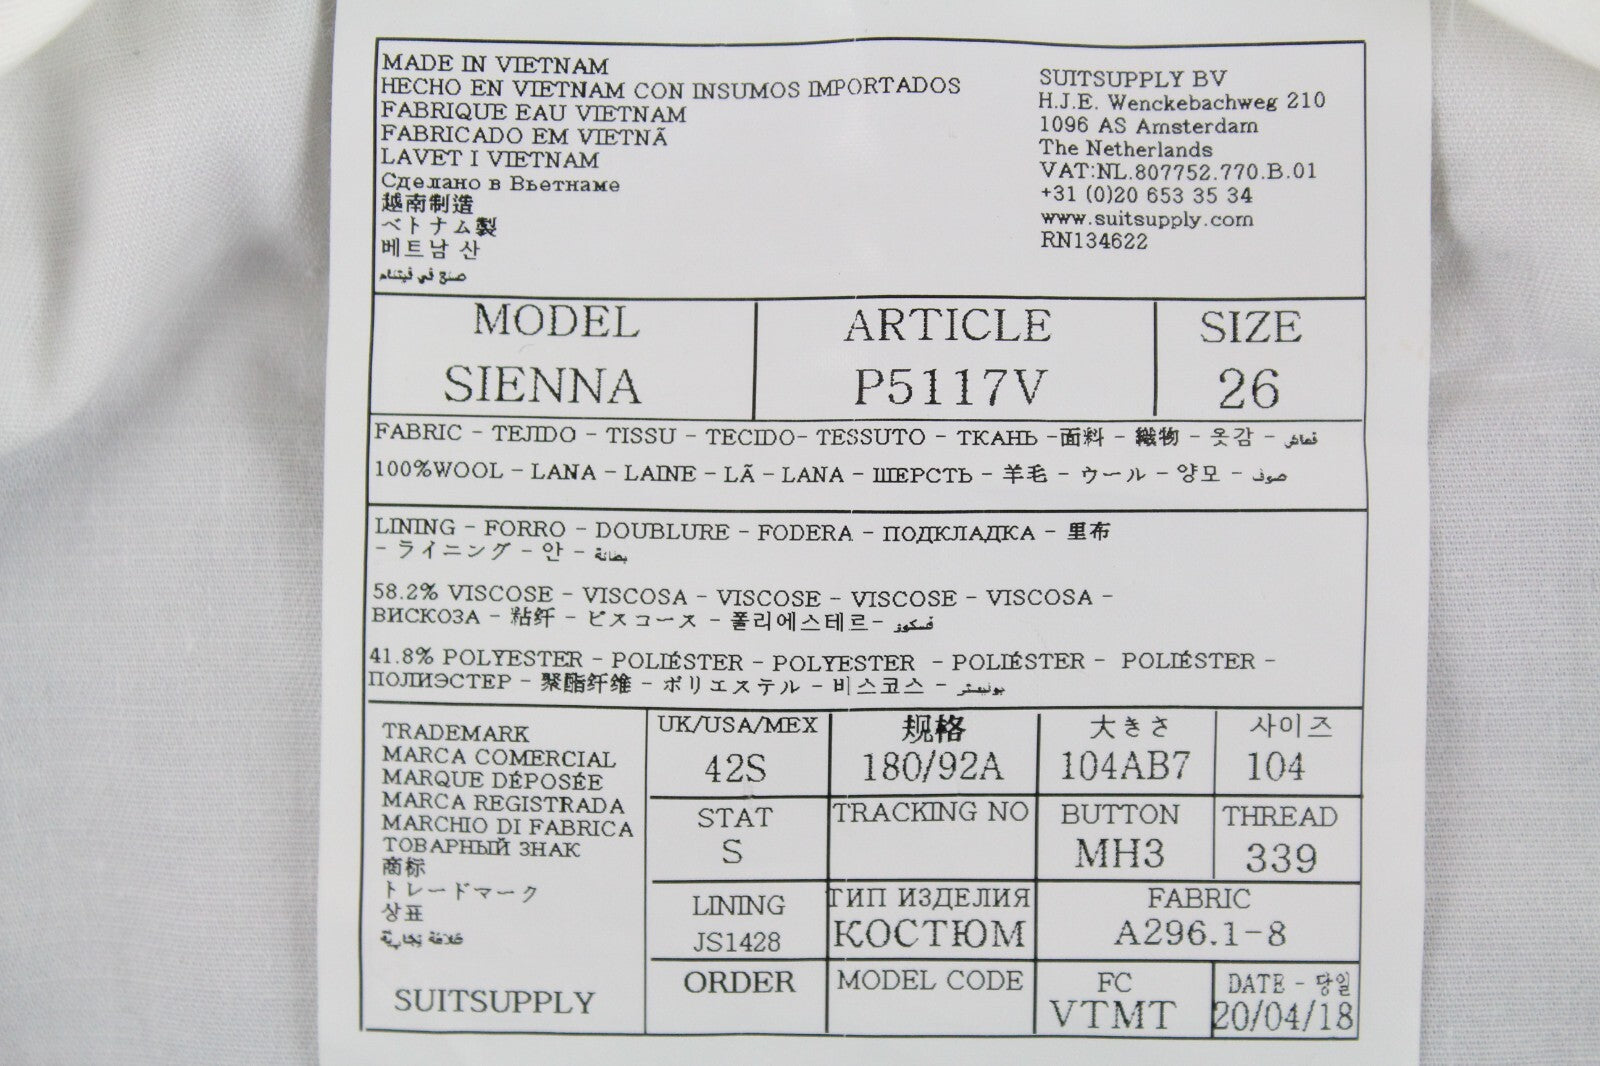 MADE IN VIETNAM
HECHO EN VIETNAM CON INSUMOS IMPORTADOS
FABRIQUE EAU VIETNAM
FABRICADO EM VIETNÃ
LAVET I VIETNAM
Сделано в Вьетнаме
越南制造
ベトナム製
베트남 산
صنع في فيتنام
SUITSUPPLY BV
H.J.E. Wenckebachweg 210
1096 AS Amsterdam
The Netherlands
VAT:NL.807752.770.B.01
+31 (0)20 653 35 34
www.suitsupply.com
RN134622
MODEL
SIENNA
ARTICLE
P5117V
SIZE
26
FABRIC - TEJIDO - TISSU - TECIDO- TESSUTO - ТКАНЬ -面料 - 織物 - 옷감 - قماش
100%WOOL - LANA - LAINE - LÃ - LANA - ШЕРСТЬ - 羊毛 - ウール - 양모 - صوف
LINING - FORRO - DOUBLURE - FODERA - ПОДКЛАДКА - 里布
- ライニング - 안 - بطانة
58.2% VISCOSE - VISCOSA - VISCOSE - VISCOSE - VISCOSA -
ВИСКОЗА - 粘纤 - ビスコース - 폴리에스테르- فسكوز
41.8% POLYESTER - POLIÉSTER - POLYESTER - POLIÉSTER - POLIÉSTER -
ПОЛИЭСТЕР - 聚酯纤维 - ポリエステル - 비스코스 -
TRADEMARK
MARCA COMERCIAL
MARQUE DÉPOSÉE
MARCA REGISTRADA
MARCHIO DI FABRICA
ТОВАРНЫЙ ЗНАК
商标
トレードマーク
상표
علامة تجارية
SUITSUPPLY
UK/USA/MEX
42S
规格
180/92A
大きさ
104AB7
사이즈
104
STAT
S
TRACKING NO
BUTTON
MH3
THREAD
339
LINING
JS1428
ТИП ИЗДЕЛИЯ
КОСТЮМ
FABRIC
A296.1-8
ORDER
MODEL CODE
FC
VTMT
DATE - 당일
20/04/18